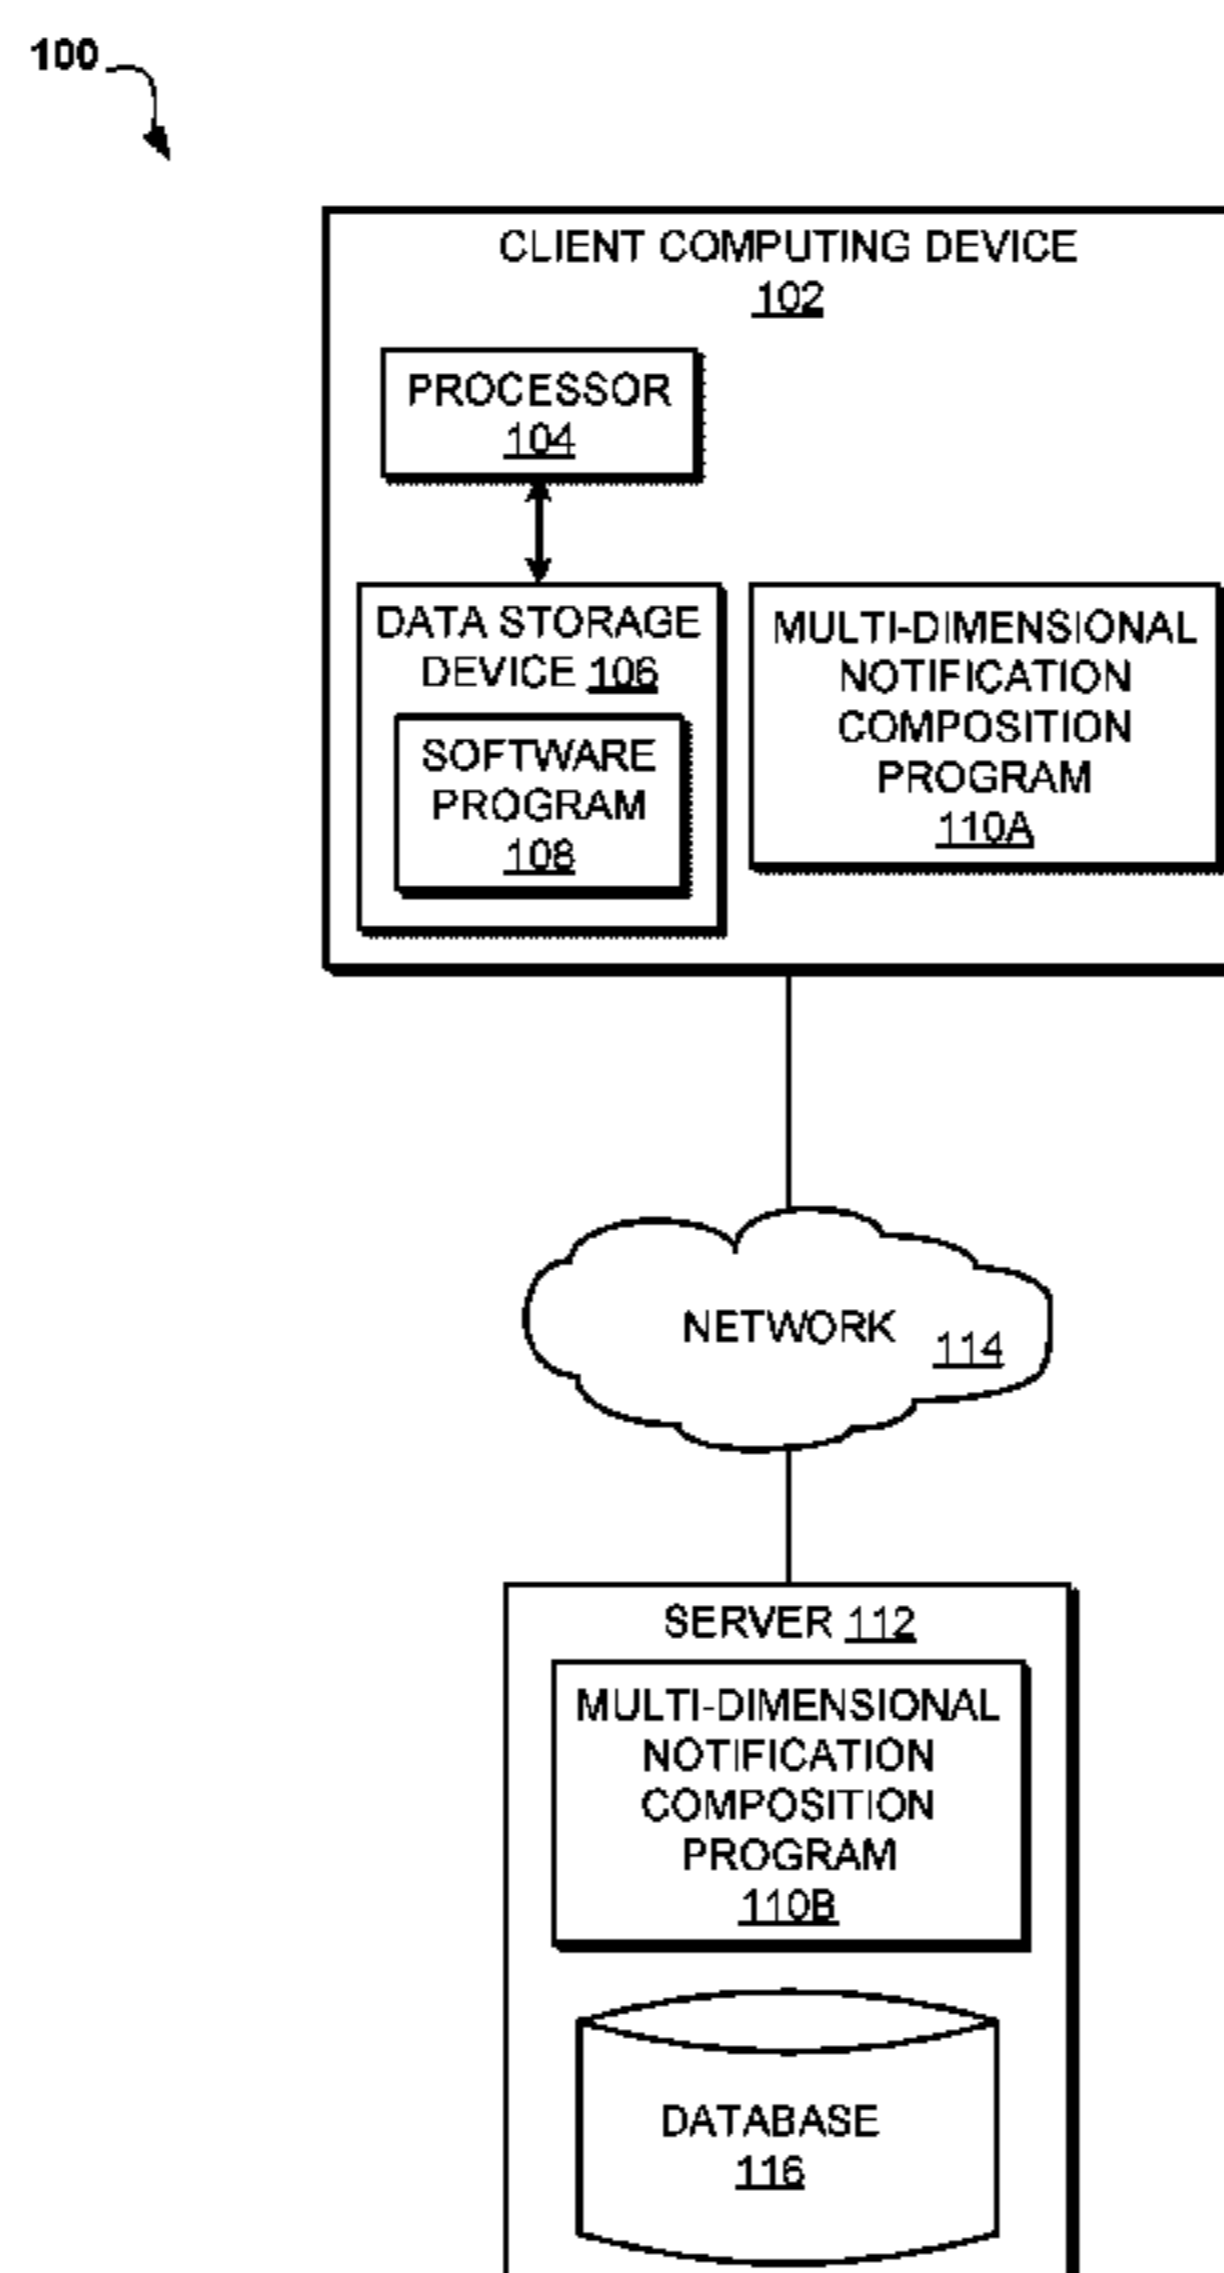 100
CLIENT COMPUTING DEVICE
102
PROCESSOR
104
DATA STORAGE
DEVICE 106
SOFTWARE
PROGRAM
108
MULTI-DIMENSIONAL
NOTIFICATION
COMPOSITION
PROGRAM
110A
NETWORK 114
SERVER 112
MULTI-DIMENSIONAL
NOTIFICATION
COMPOSITION
PROGRAM
110B
DATABASE
116